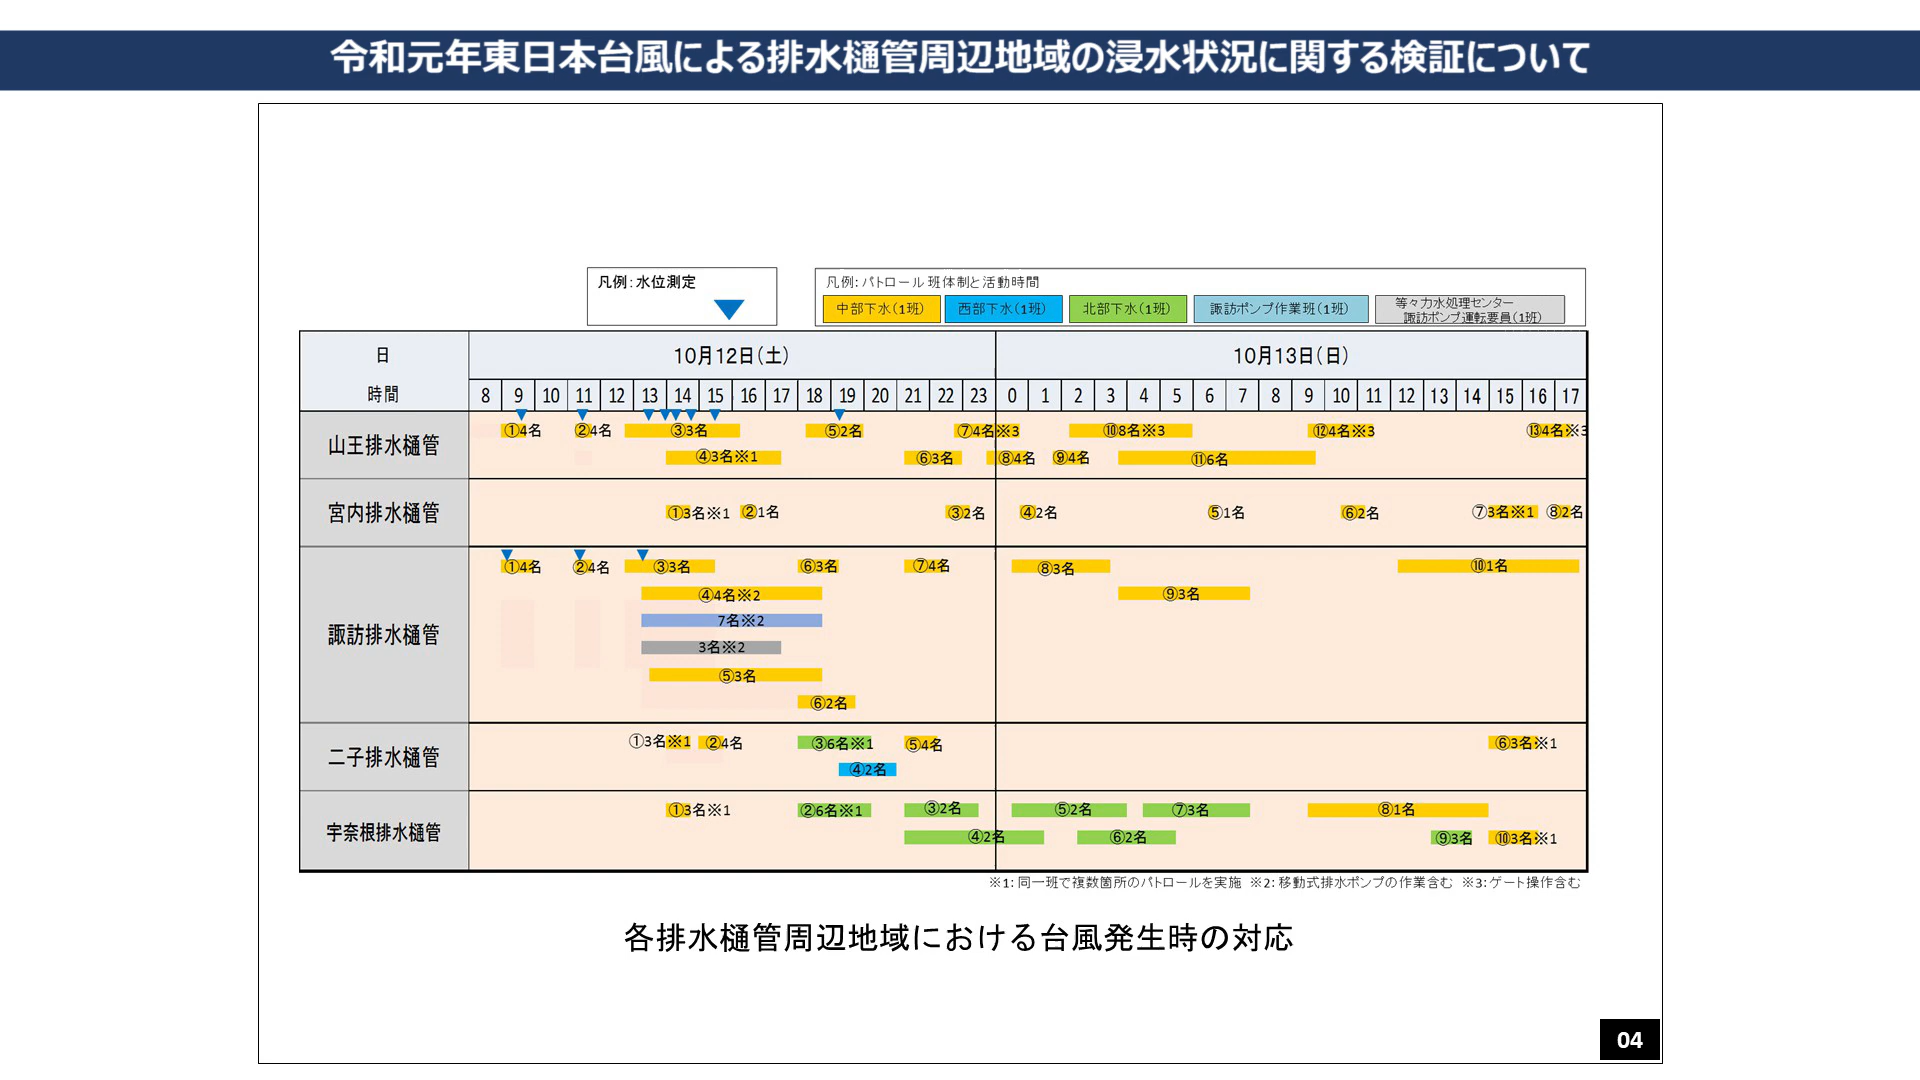 令和元年東日本台風による排水樋管周辺地域の浸水状況に関する検証について
凡例：水位測定
凡例：パトロール班体制と活動時間
中部下水（1班） 西部下水（1班） 北部下水（1班） 諏訪ポンプ作業班（1班） 等々力水処理センター
諏訪ポンプ運転要員（1班）
日 10月12日（土） 10月13日（日）
時間 8 9 10 11 12 13 14 15 16 17 18 19 20 21 22 23 0 1 2 3 4 5 6 7 8 9 10 11 12 13 14 15 16 17
山王排水樋管
①4名 ②4名 ③3名 ⑤2名 ⑦4名※3 ⑩8名※3 ⑫4名※3 ⑬4名※3
④3名※1 ⑥3名 ⑧4名 ⑨4名 ⑪6名
宮内排水樋管
①3名※1 ②1名 ③2名 ④2名 ⑤1名 ⑥2名 ⑦3名※1 ⑧2名
諏訪排水樋管
①4名 ②4名 ③3名 ⑥3名 ⑦4名 ⑧3名 ⑩1名
④4名※2 ⑨3名
7名※2
3名※2
⑤3名
⑥2名
二子排水樋管
①3名※1 ②4名 ③6名※1 ⑤4名 ⑥3名※1
④2名
宇奈根排水樋管
①3名※1 ②6名※1 ③2名 ⑤2名 ⑦3名 ⑧1名
④2名 ⑥2名 ⑨3名 ⑩3名※1
※1：同一班で複数箇所のパトロールを実施 ※2：移動式排水ポンプの作業含む ※3：ゲート操作含む
各排水樋管周辺地域における台風発生時の対応
04